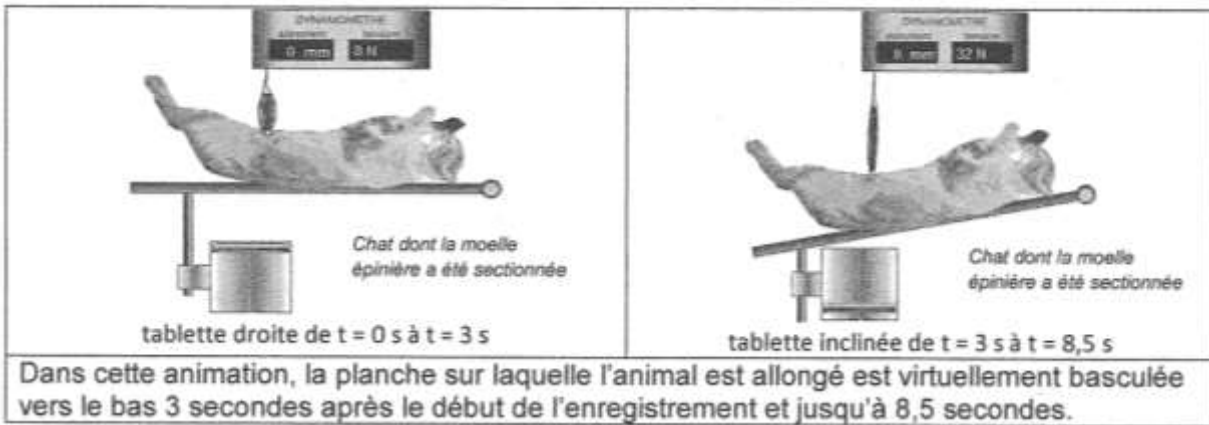 DYNAMOMETRE
allongement tension
0 mm 8 N
Chat dont la moelle
épinière a été sectionnée
tablette droite de t = 0 s à t = 3 s
DYNAMOMETRE
mm 32 N
Chat dont la moelle
épinière a été sectionnée
tablette inclinée de t = 3 s à t = 8,5 s
Dans cette animation, la planche sur laquelle l'animal est allongé est virtuellement basculée
vers le bas 3 secondes après le début de l'enregistrement et jusqu'à 8,5 secondes.